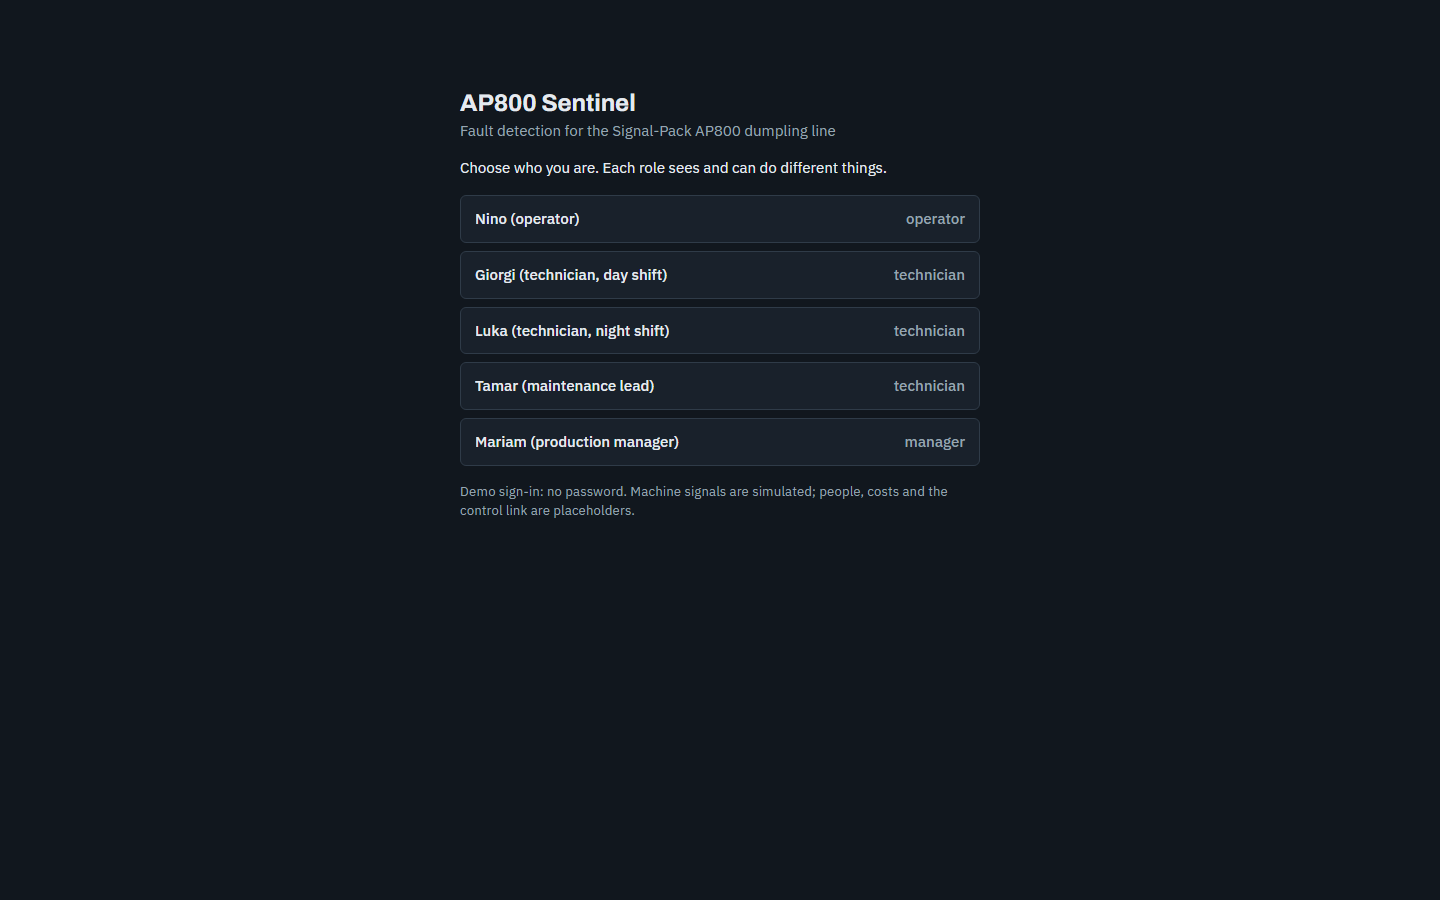 AP800 Sentinel
Fault detection for the Signal-Pack AP800 dumpling line
Choose who you are. Each role sees and can do different things.
Nino (operator) operator
Giorgi (technician, day shift) technician
Luka (technician, night shift) technician
Tamar (maintenance lead) technician
Mariam (production manager) manager
Demo sign-in: no password. Machine signals are simulated; people, costs and the
control link are placeholders.